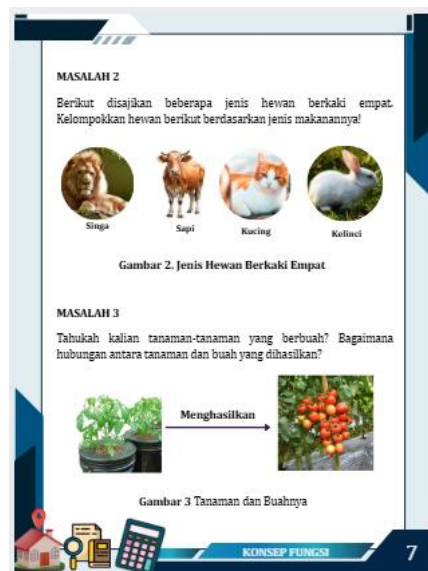 MASALAH 2
Berikut disajikan beberapa jenis hewan berkaki empat.
Kelompokkan hewan berikut berdasarkan jenis makanannya!
Singa
Sapi
Kucing
Kelinci
Gambar 2. Jenis Hewan Berkaki Empat
MASALAH 3
Tahukah kalian tanaman-tanaman yang berbuah? Bagaimana
hubungan antara tanaman dan buah yang dihasilkan?
Menghasilkan
Gambar 3 Tanaman dan Buahnya
KONSEP FUNGSI
7